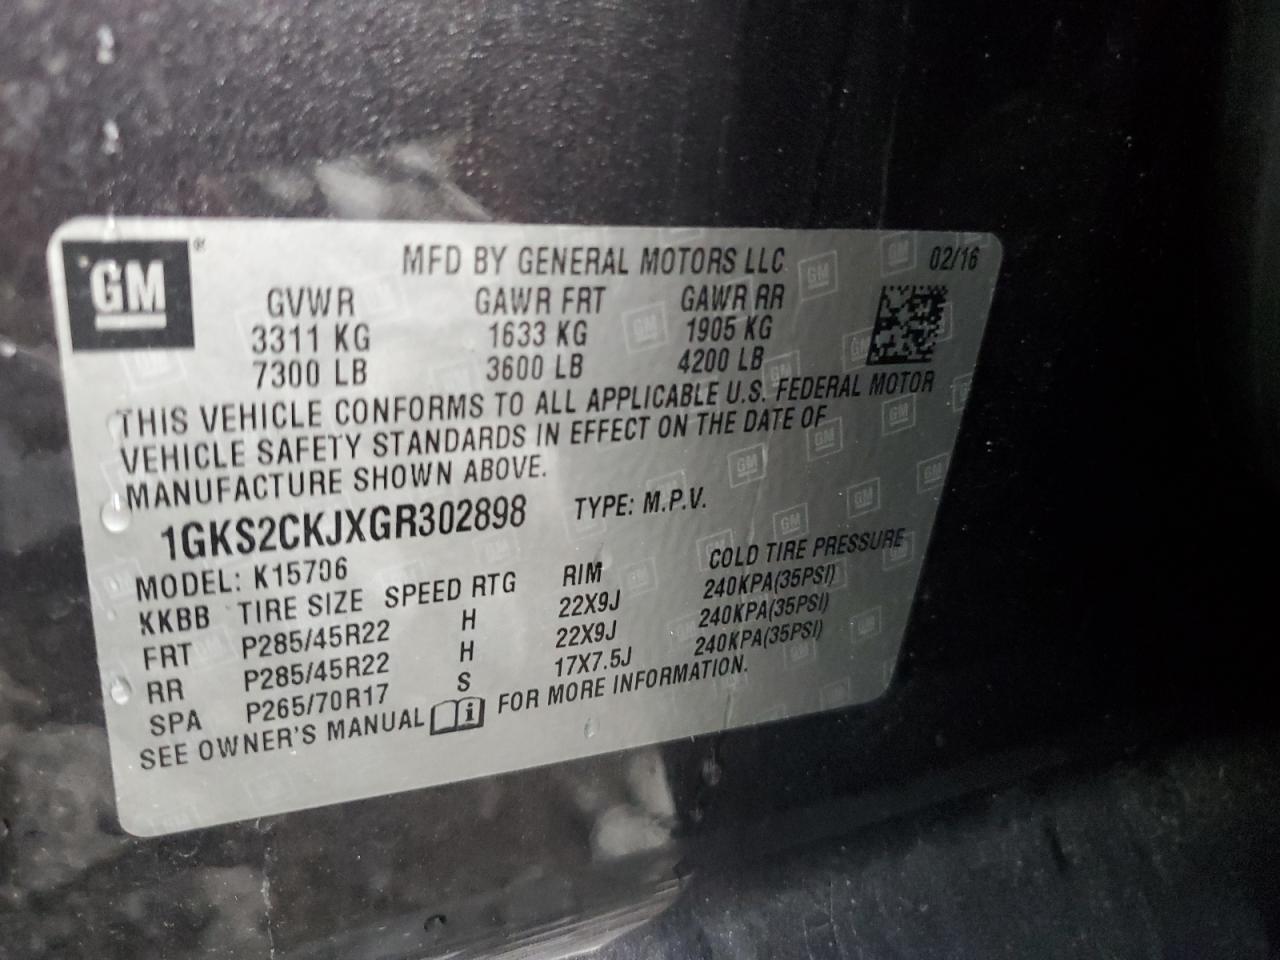 GM ®
MFD BY GENERAL MOTORS LLC 02/16
GVWR GAWR FRT GAWR RR
3311 KG 1633 KG 1905 KG
7300 LB 3600 LB 4200 LB
THIS VEHICLE CONFORMS TO ALL APPLICABLE U.S. FEDERAL MOTOR
VEHICLE SAFETY STANDARDS IN EFFECT ON THE DATE OF
MANUFACTURE SHOWN ABOVE.
1GKS2CKJXGR302898 TYPE: M.P.V.
MODEL: K15706
KKBB TIRE SIZE SPEED RTG RIM COLD TIRE PRESSURE
FRT P285/45R22 H 22X9J 240KPA(35PSI)
RR P285/45R22 H 22X9J 240KPA(35PSI)
SPA P265/70R17 S 17X7.5J 240KPA(35PSI)
SEE OWNER'S MANUAL i FOR MORE INFORMATION.